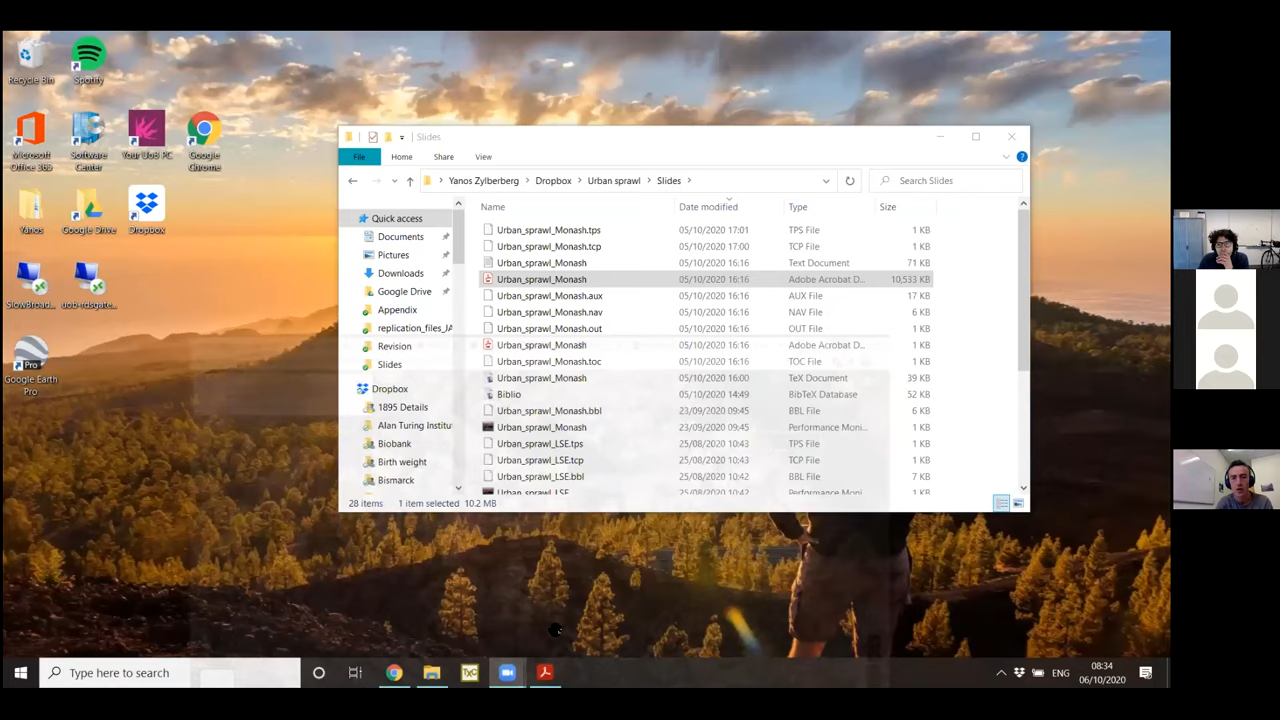 Recycle Bin
Spotify
Microsoft Office 365
Software Center
Your UoB PC
Google Chrome
Yanos
Google Drive
Dropbox
SlowBroad...
uob-rdsgate...
Pro
Google Earth Pro
Slides
File Home Share View
Yanos Zylberberg > Dropbox > Urban sprawl > Slides >
Search Slides
Quick access
Documents
Pictures
Downloads
Google Drive
Appendix
replication_files_JA
Revision
Slides
Dropbox
1895 Details
Alan Turing Institu
Biobank
Birth weight
Bismarck
Name Date modified Type Size
Urban_sprawl_Monash.tps 05/10/2020 17:01 TPS File 1 KB
Urban_sprawl_Monash.tcp 05/10/2020 17:00 TCP File 1 KB
Urban_sprawl_Monash 05/10/2020 16:16 Text Document 71 KB
Urban_sprawl_Monash 05/10/2020 16:16 Adobe Acrobat D... 10,533 KB
Urban_sprawl_Monash.aux 05/10/2020 16:16 AUX File 17 KB
Urban_sprawl_Monash.nav 05/10/2020 16:16 NAV File 6 KB
Urban_sprawl_Monash.out 05/10/2020 16:16 OUT File 1 KB
Urban_sprawl_Monash 05/10/2020 16:16 Adobe Acrobat D... 1 KB
Urban_sprawl_Monash.toc 05/10/2020 16:16 TOC File 1 KB
Urban_sprawl_Monash 05/10/2020 16:00 TeX Document 39 KB
Biblio 05/10/2020 14:49 BibTeX Database 52 KB
Urban_sprawl_Monash.bbl 23/09/2020 09:45 BBL File 6 KB
Urban_sprawl_Monash 23/09/2020 09:45 Performance Moni... 1 KB
Urban_sprawl_LSE.tps 25/08/2020 10:43 TPS File 1 KB
Urban_sprawl_LSE.tcp 25/08/2020 10:43 TCP File 1 KB
Urban_sprawl_LSE.bbl 25/08/2020 10:42 BBL File 7 KB
Urban_sprawl_LSE 25/08/2020 10:42 Performance Moni... 1 KB
28 items 1 item selected 10.2 MB
Type here to search
TXC
ENG
08:34
06/10/2020